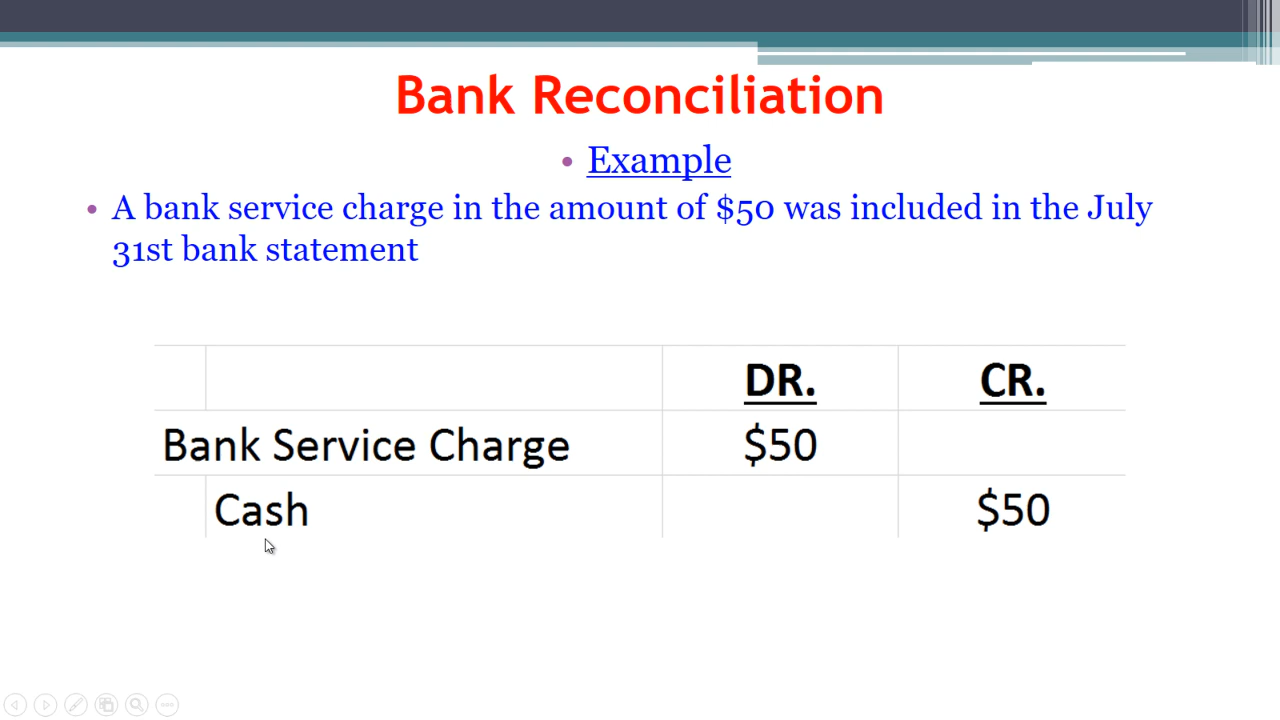 Bank Reconciliation
• Example
• A bank service charge in the amount of $50 was included in the July
31st bank statement
DR. CR.
Bank Service Charge $50
Cash $50